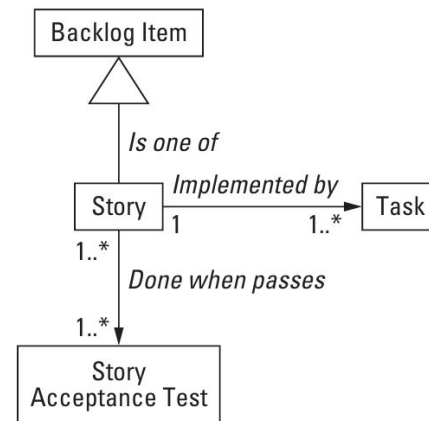 Backlog Item
Is one of
Implemented by
Story
Task
1
1..*
1..*
Done when passes
1..*
Story
Acceptance Test